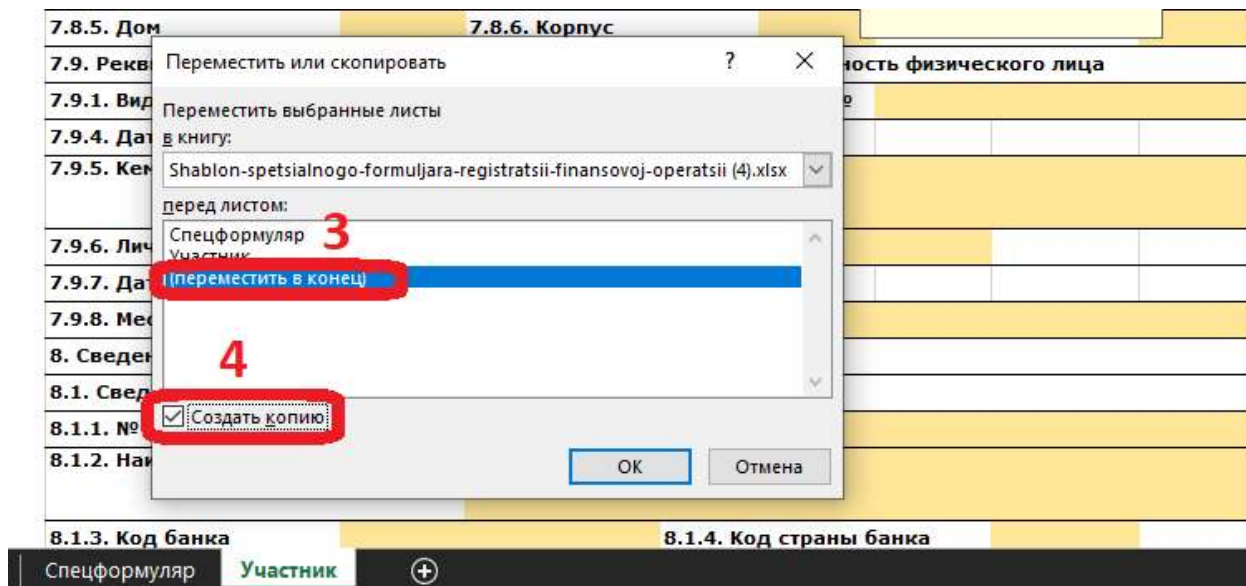 7.8.5. Дом 7.8.6. Корпус
7.9. Рекв ность физического лица
Переместить или скопировать ? ×
7.9.1. Вид
Переместить выбранные листы
7.9.4. Дат
в книгу:
7.9.5. Кем
Shablon-spetsialnogo-formuljara-registratsii-finansovoj-operatsii (4).xlsx
перед листом:
Спецформуляр 3
7.9.6. Лич
Участник
7.9.7. Дат
(переместить в конец)
7.9.8. Мес
8. Сведен
4
8.1. Свед
Создать копию
8.1.1. №
8.1.2. Наи
ОК Отмена
8.1.3. Код банка 8.1.4. Код страны банка
Спецформуляр Участник